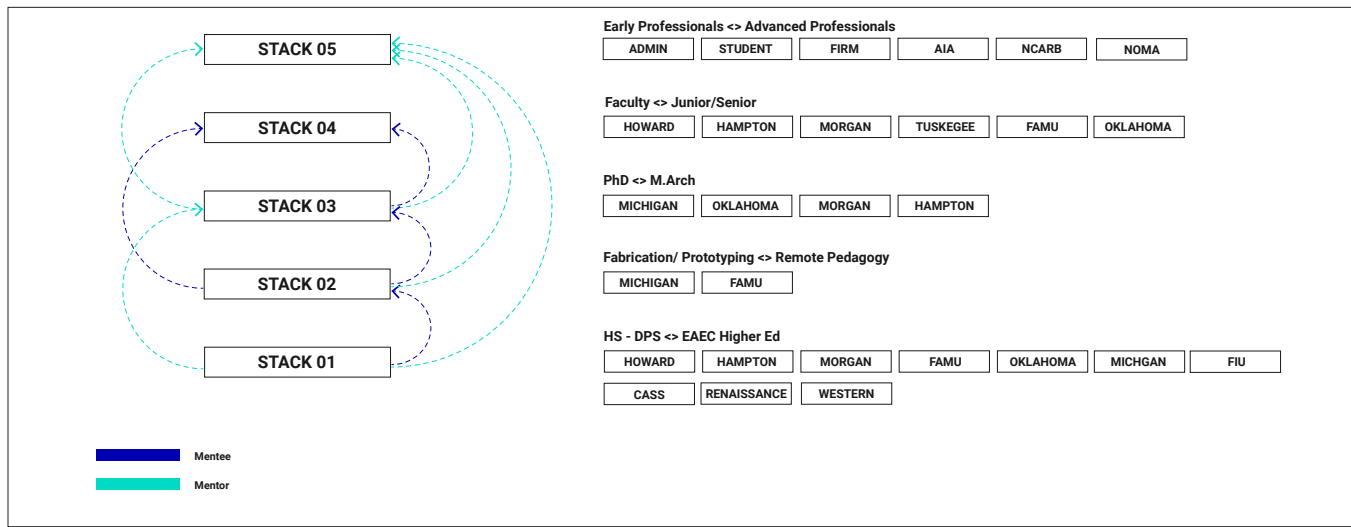 STACK 05
STACK 04
STACK 03
STACK 02
STACK 01
Mentee
Mentor
Early Professionals <> Advanced Professionals
ADMIN STUDENT FIRM AIA NCARB NOMA
Faculty <> Junior/Senior
HOWARD HAMPTON MORGAN TUSKEGEE FAMU OKLAHOMA
PhD <> M.Arch
MICHIGAN OKLAHOMA MORGAN HAMPTON
Fabrication/ Prototyping <> Remote Pedagogy
MICHIGAN FAMU
HS - DPS <> EAEC Higher Ed
HOWARD HAMPTON MORGAN FAMU OKLAHOMA MICHGAN FIU
CASS RENAISSANCE WESTERN